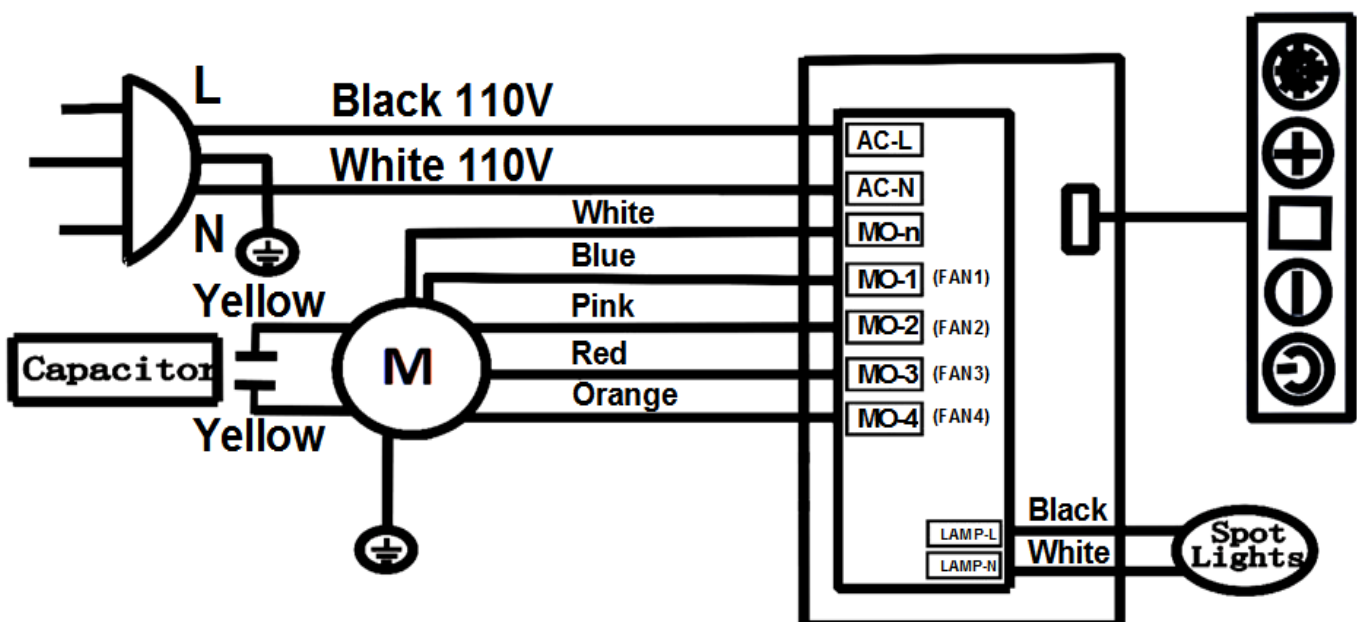 L
Black 110V
White 110V
N
AC-L
AC-N
White
MO-n
Blue
MO-1 (FAN1)
Yellow
Pink
MO-2 (FAN2)
Capacitor
M
Red
MO-3 (FAN3)
Orange
MO-4 (FAN4)
Yellow
Black
LAMP-L
White
LAMP-N
Spot
Lights